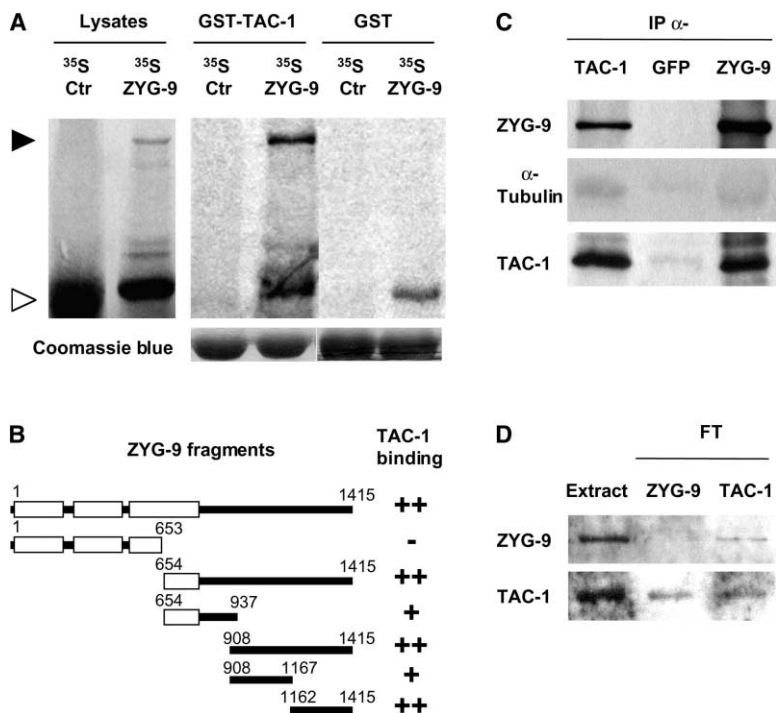 A
Lysates GST-TAC-1 GST
35S Ctr 35S ZYG-9 35S Ctr 35S ZYG-9 35S Ctr 35S ZYG-9
Coomassie blue
B
ZYG-9 fragments
TAC-1 binding
1 1415 ++
1 653 -
654 1415 ++
654 937 +
908 1415 ++
908 1167 +
1162 1415 ++
C
IP α-
TAC-1 GFP ZYG-9
ZYG-9
α-
Tubulin
TAC-1
D
FT
Extract ZYG-9 TAC-1
ZYG-9
TAC-1